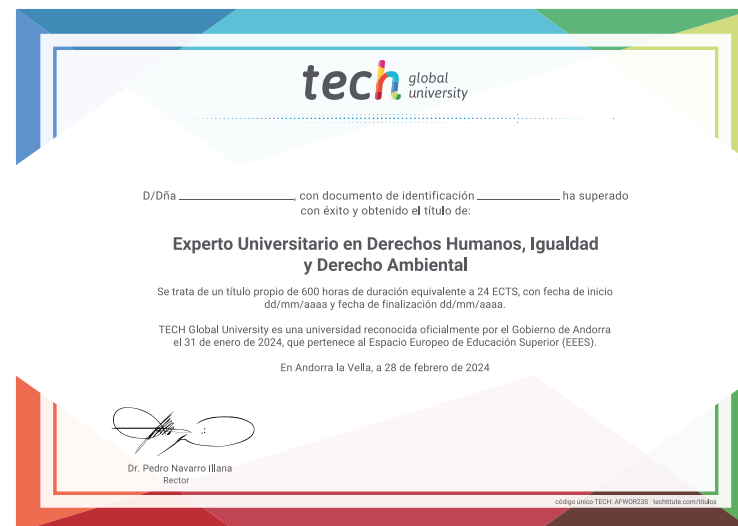 tech global university
D/Dña ____________, con documento de identificación ____________ ha superado
con éxito y obtenido el título de:
Experto Universitario en Derechos Humanos, Igualdad
y Derecho Ambiental
Se trata de un título propio de 600 horas de duración equivalente a 24 ECTS, con fecha de inicio
dd/mm/aaaa y fecha de finalización dd/mm/aaaa.
TECH Global University es una universidad reconocida oficialmente por el Gobierno de Andorra
el 31 de enero de 2024, que pertenece al Espacio Europeo de Educación Superior (EEES).
En Andorra la Vella, a 28 de febrero de 2024
Dr. Pedro Navarro Illana
Rector
código único TECH: AFWOR23S techtitute.com/titulos